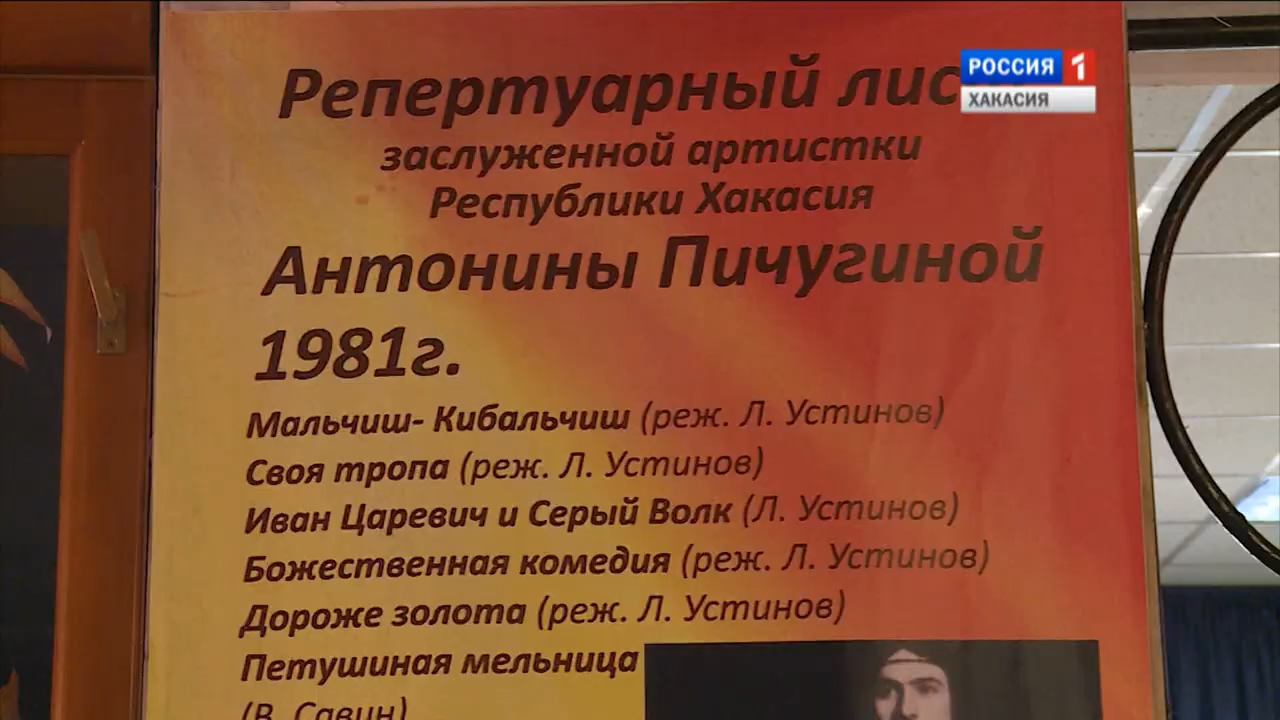 Репертуарный лис
РОССИЯ 1
ХАКАСИЯ
заслуженной артистки
Республики Хакасия
Антонины Пичугиной
1981г.
Мальчиш- Кибальчиш (реж. Л. Устинов)
Своя тропа (реж. Л. Устинов)
Иван Царевич и Серый Волк (Л. Устинов)
Божественная комедия (реж. Л. Устинов)
Дороже золота (реж. Л. Устинов)
Петушиная мельница
(В. Савин)